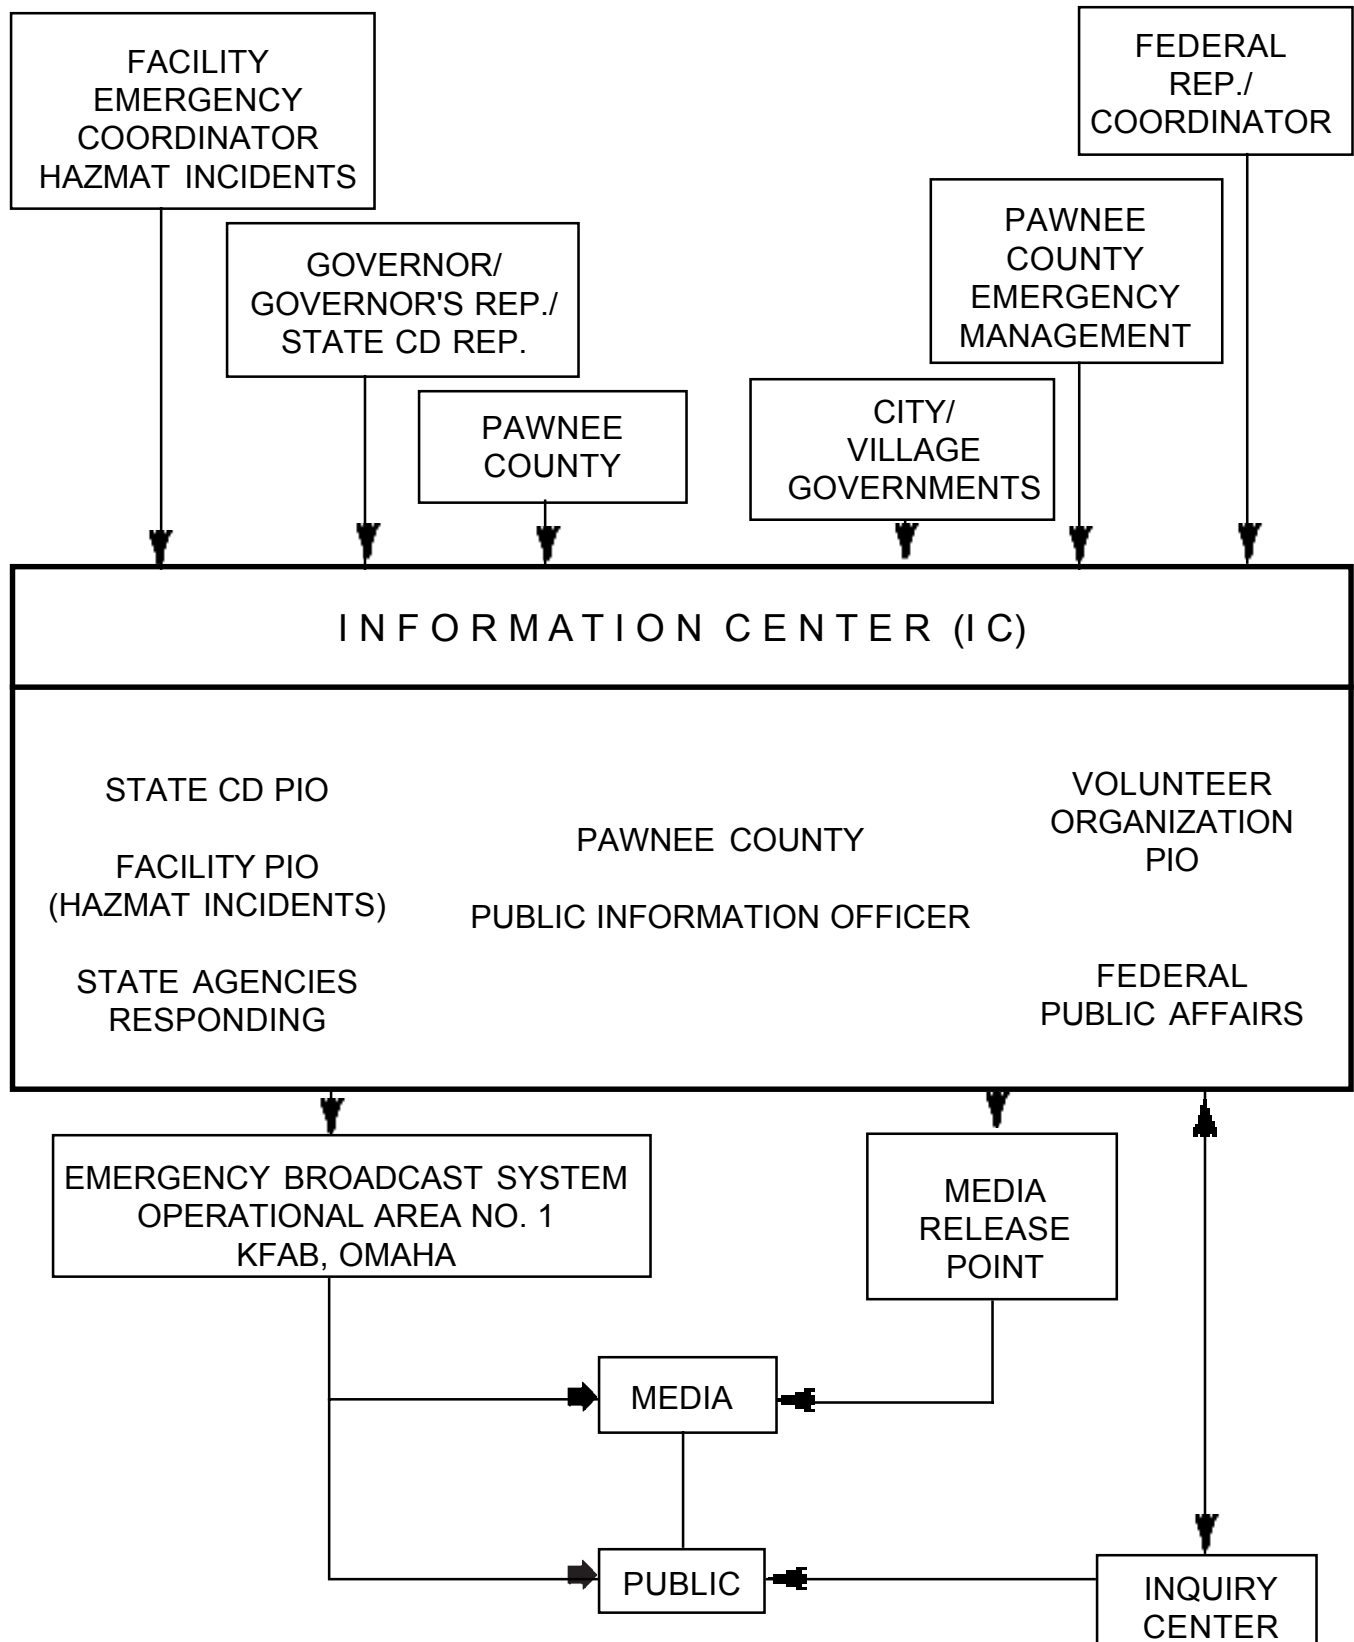 FACILITY
EMERGENCY
COORDINATOR
HAZMAT INCIDENTS
FEDERAL
REP./
COORDINATOR
GOVERNOR/
GOVERNOR'S REP./
STATE CD REP.
PAWNEE
COUNTY
EMERGENCY
MANAGEMENT
PAWNEE
COUNTY
CITY/
VILLAGE
GOVERNMENTS
INFORMATION CENTER (IC)
STATE CD PIO
FACILITY PIO
(HAZMAT INCIDENTS)
STATE AGENCIES
RESPONDING
PAWNEE COUNTY
PUBLIC INFORMATION OFFICER
VOLUNTEER
ORGANIZATION
PIO
FEDERAL
PUBLIC AFFAIRS
EMERGENCY BROADCAST SYSTEM
OPERATIONAL AREA NO. 1
KFAB, OMAHA
MEDIA
RELEASE
POINT
MEDIA
PUBLIC
INQUIRY
CENTER